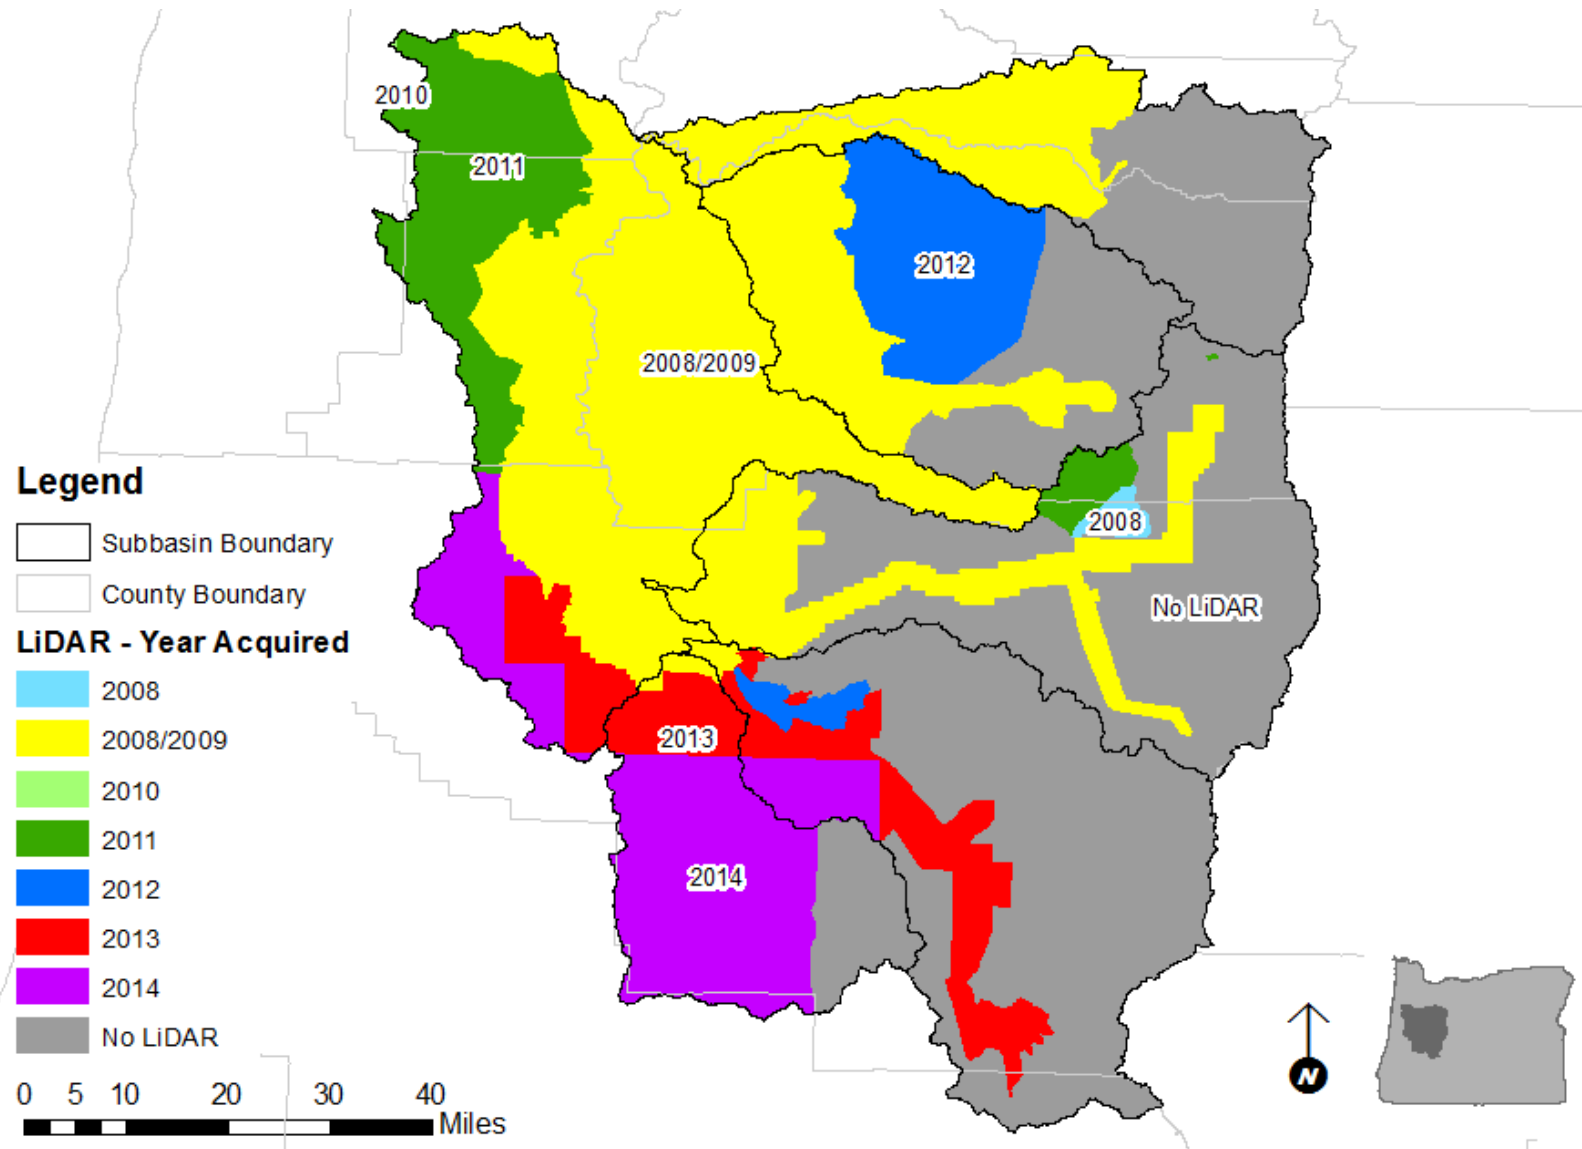 2010
2011
2012
2008/2009
Legend
2008
Subbasin Boundary
County Boundary
No LiDAR
LiDAR - Year Acquired
2008
2008/2009
2013
2010
2011
2012
2014
2013
2014
No LiDAR
0 5 10 20 30 40
Miles
N